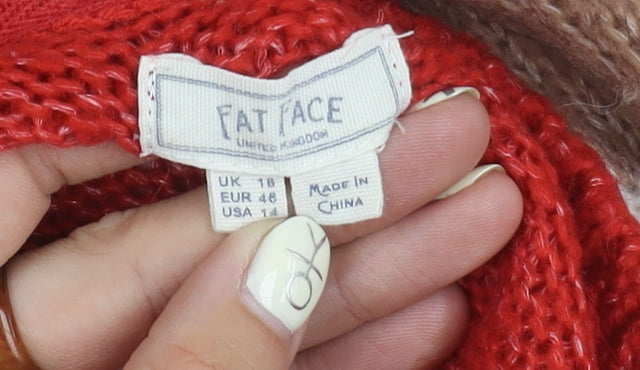 FAT FACE
UNITED KINGDOM
UK 18
EUR 46
USA 14
MADE IN
CHINA